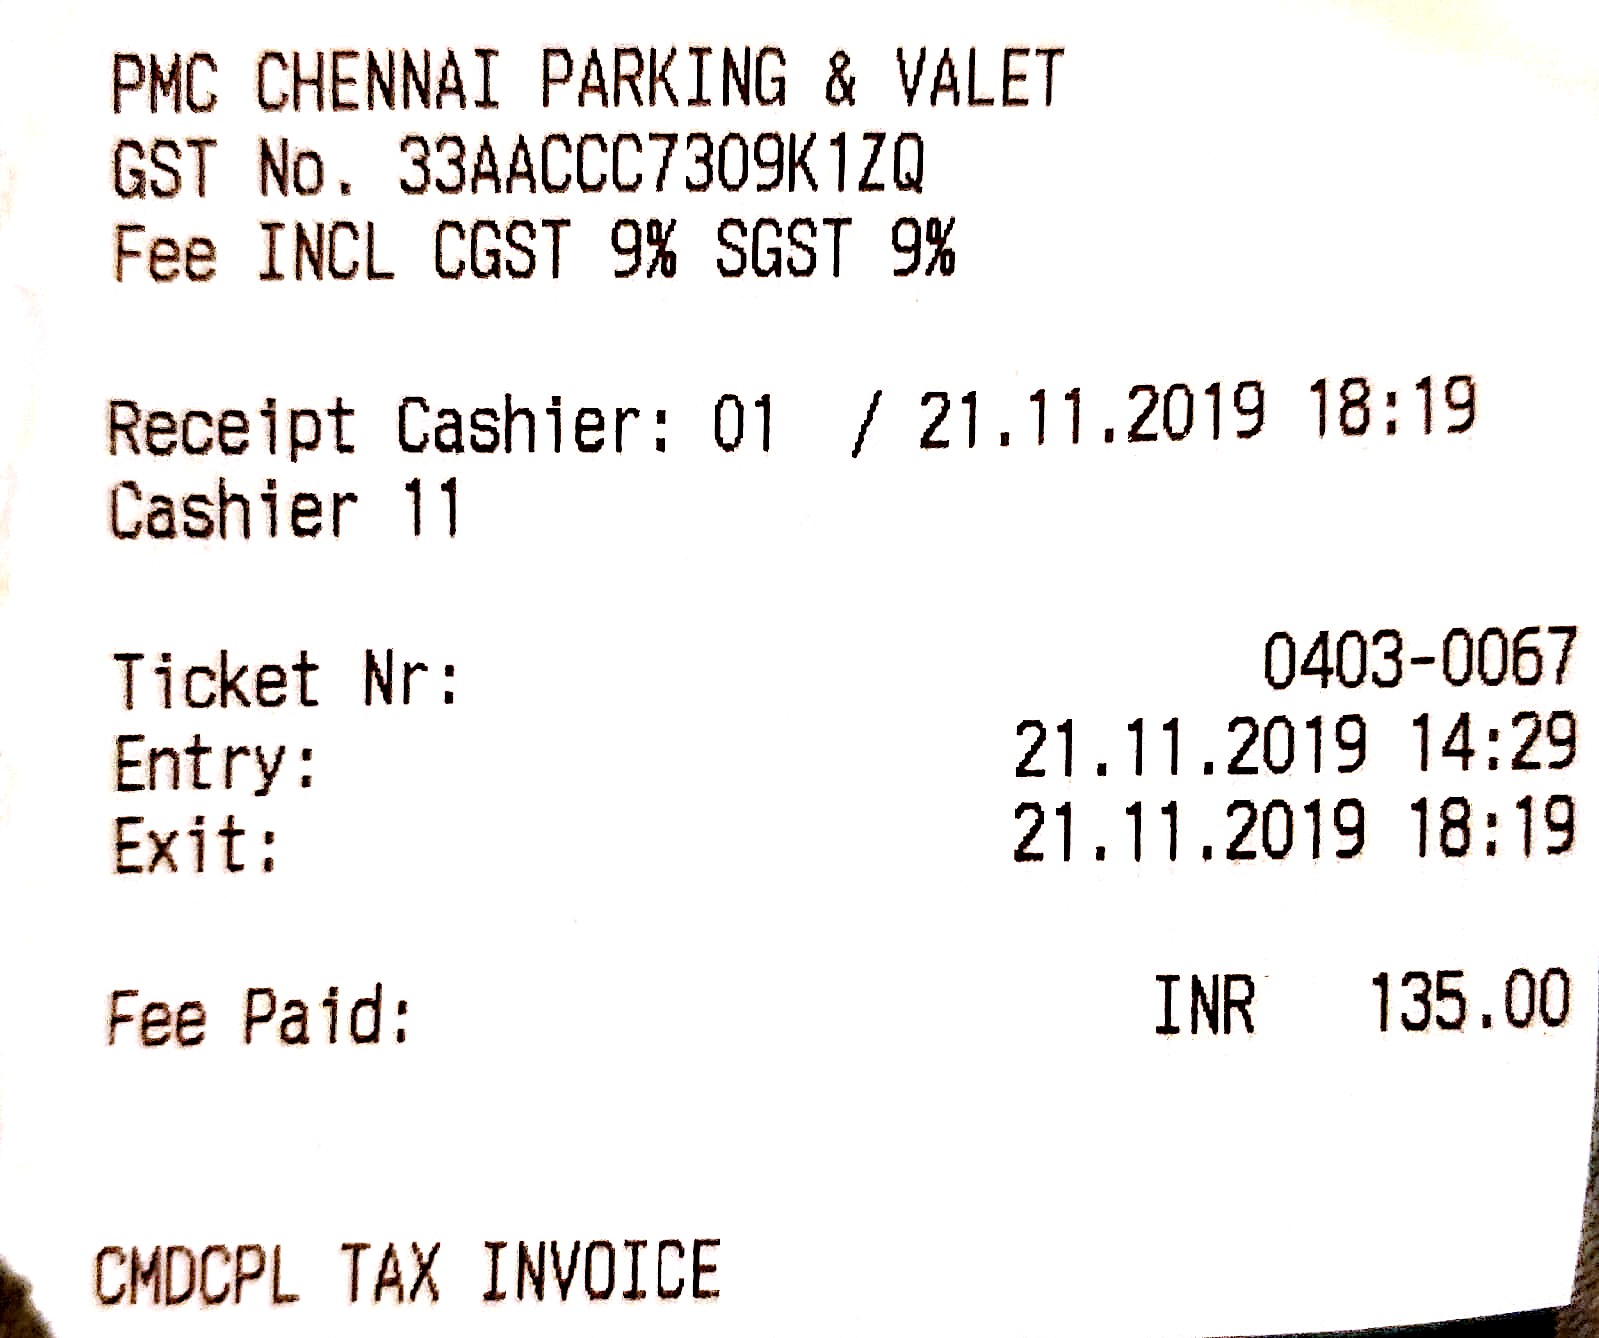 PMC CHENNAI PARKING & VALET
GST No. 33AACCC7309K1ZQ
Fee INCL CGST 9% SGST 9%
Receipt Cashier: 01 / 21.11.2019 18:19
Cashier 11
Ticket Nr: 0403-0067
Entry: 21.11.2019 14:29
Exit: 21.11.2019 18:19
Fee Paid: INR 135.00
CMDCPL TAX INVOICE